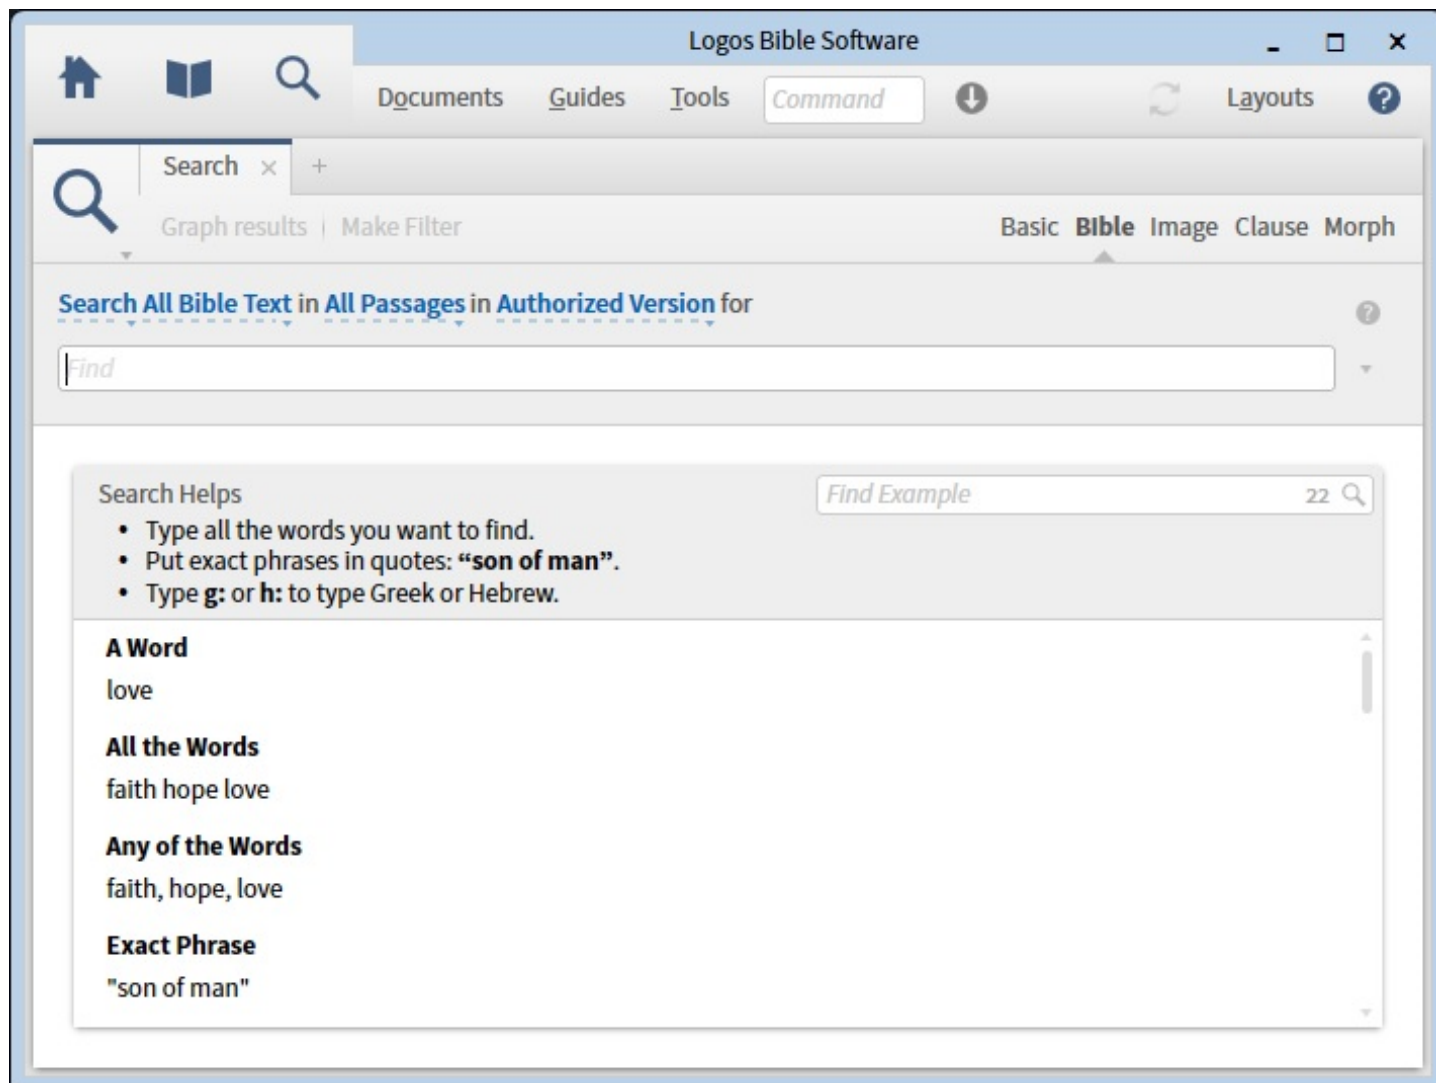 Logos Bible Software
Documents Guides Tools Command Layouts ?
Search × +
Graph results | Make Filter Basic BIble Image Clause Morph
Search All Bible Text in All Passages in Authorized Version for ?
Find
Search Helps Find Example 22
• Type all the words you want to find.
• Put exact phrases in quotes: “son of man”.
• Type g: or h: to type Greek or Hebrew.
A Word
love
All the Words
faith hope love
Any of the Words
faith, hope, love
Exact Phrase
"son of man"